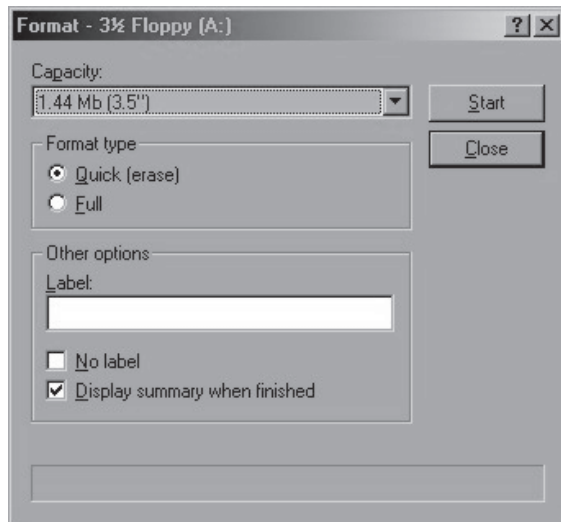 Format - 3½ Floppy (A:)
Capacity:
1.44 Mb (3.5")
Start
Close
Format type
Quick (erase)
Full
Other options
Label:
No label
Display summary when finished